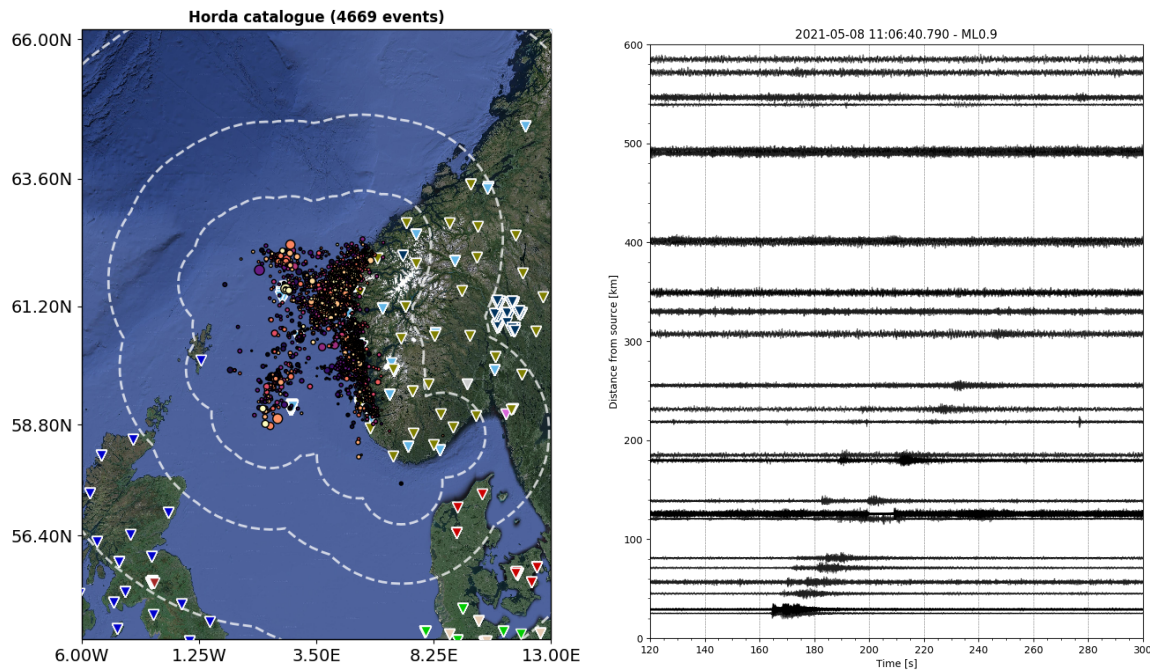 Horda catalogue (4669 events)
66.00N
63.60N
61.20N
58.80N
56.40N
6.00W 1.25W 3.50E 8.25E 13.00E
2021-05-08 11:06:40.790 - ML0.9
600
500
400
300
200
100
0
Distance from source [km]
120 140 160 180 200 220 240 260 280 300
Time [s]